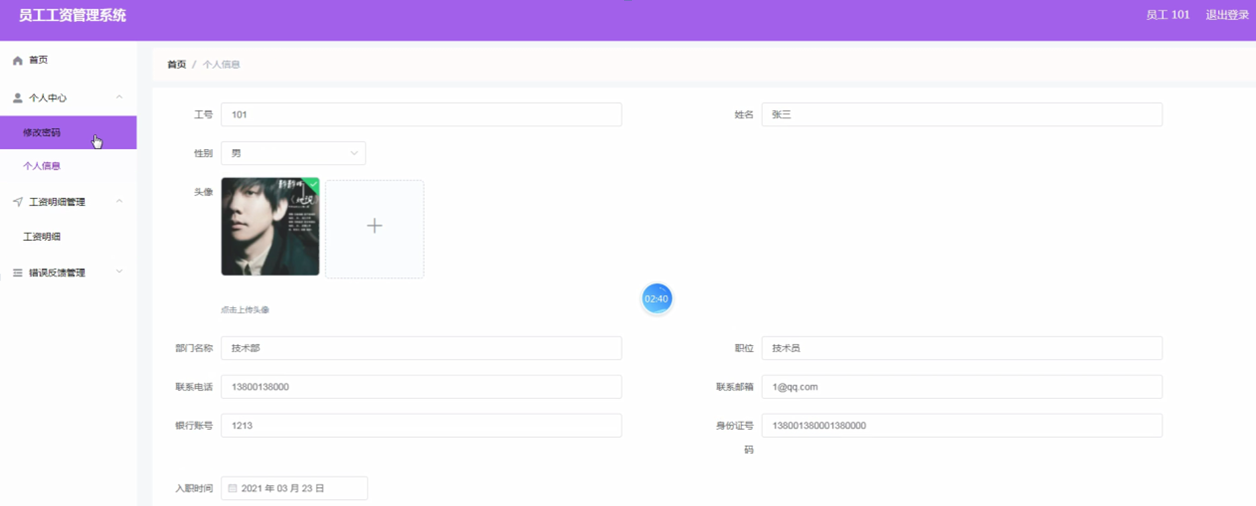 员工工资管理系统
员工 101 退出登录
首页
首页 / 个人信息
个人中心
修改密码
个人信息
工资明细管理
工资明细
错误反馈管理
工号 101
姓名 张三
性别 男
头像
点击上传头像
02:40
部门名称 技术部
职位 技术员
联系电话 13800138000
联系邮箱 1@qq.com
银行账号 1213
身份证号码 138001380001380000
入职时间 2021 年 03 月 23 日